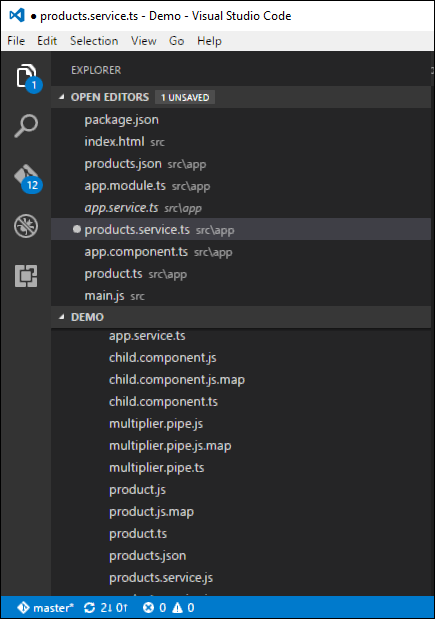 ● products.service.ts - Demo - Visual Studio Code
File Edit Selection View Go Help
EXPLORER
1
OPEN EDITORS 1 UNSAVED
package.json
index.html src
products.json src\app
12
app.module.ts src\app
app.service.ts src\app
products.service.ts src\app
app.component.ts src\app
product.ts src\app
main.js src
DEMO
app.service.ts
child.component.js
child.component.js.map
child.component.ts
multiplier.pipe.js
multiplier.pipe.js.map
multiplier.pipe.ts
product.js
product.js.map
product.ts
products.json
products.service.js
master* 2↓ 0↑ 0 0